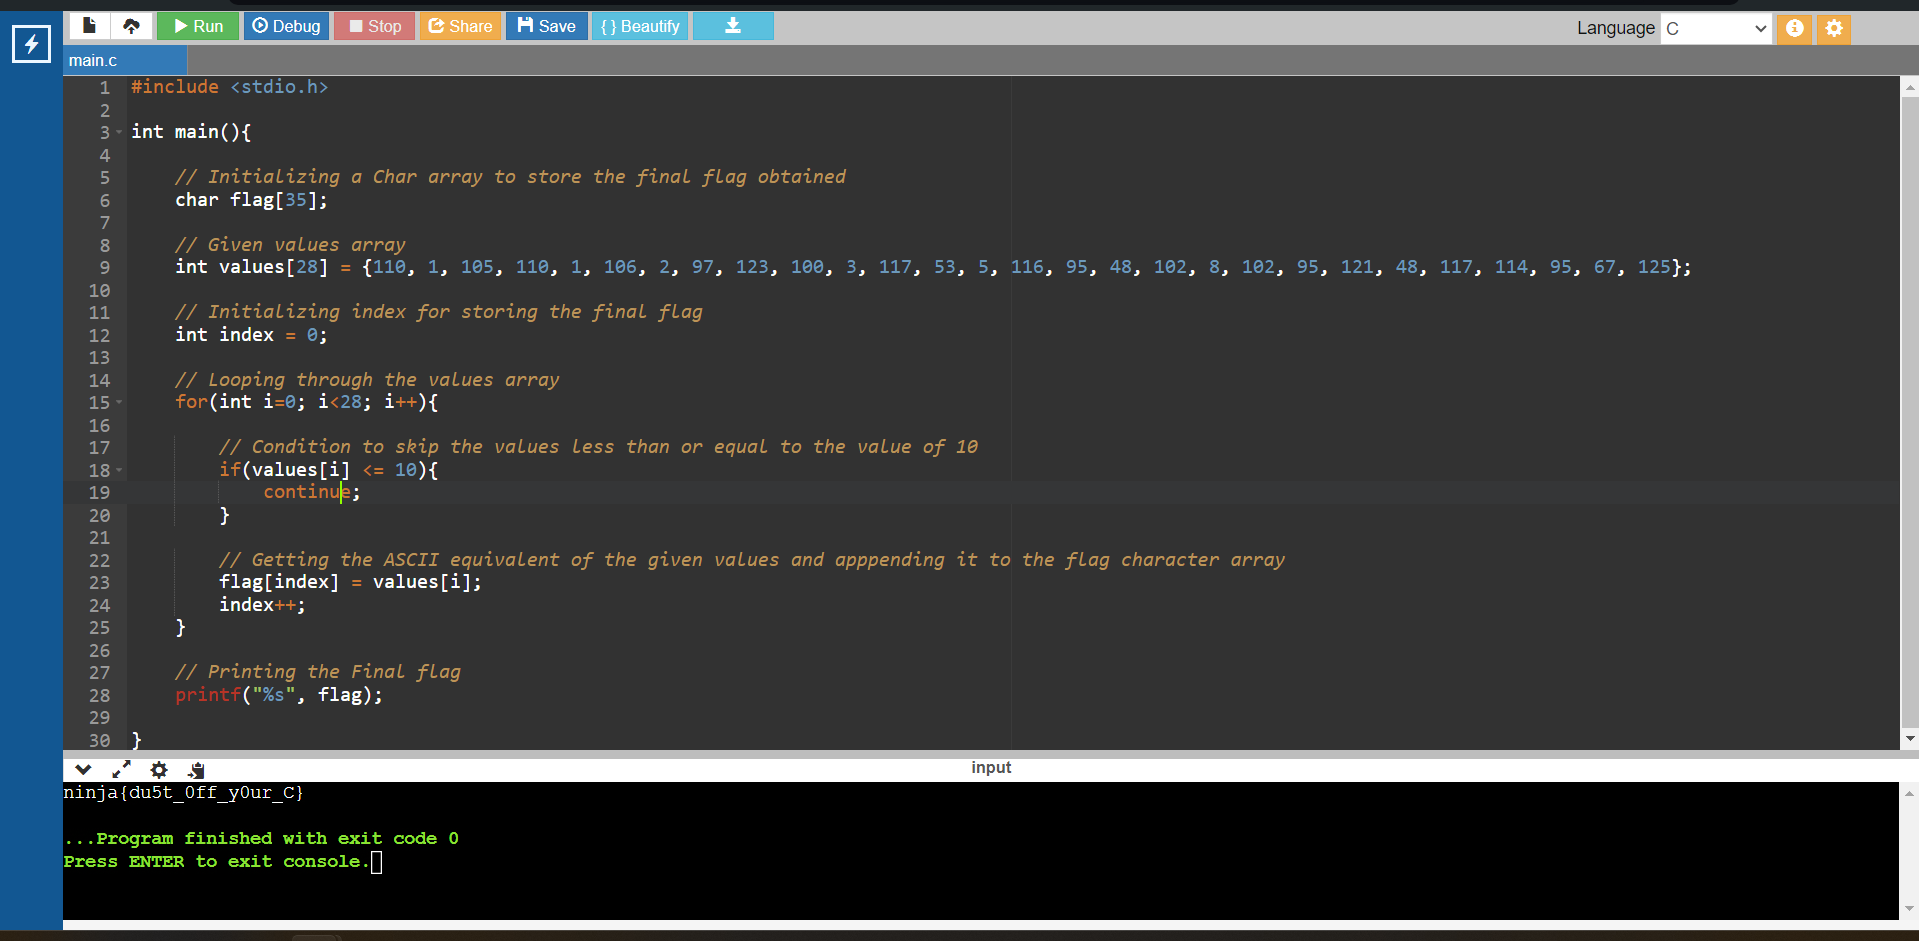 Run Debug Stop Share Save {} Beautify Language C
main.c
1 #include <stdio.h>
2
3 int main(){
4
5 // Initializing a Char array to store the final flag obtained
6 char flag[35];
7
8 // Given values array
9 int values[28] = {110, 1, 105, 110, 1, 106, 2, 97, 123, 100, 3, 117, 53, 5, 116, 95, 48, 102, 8, 102, 95, 121, 48, 117, 114, 95, 67, 125};
10
11 // Initializing index for storing the final flag
12 int index = 0;
13
14 // Looping through the values array
15 for(int i=0; i<28; i++){
16
17 // Condition to skip the values less than or equal to the value of 10
18 if(values[i] <= 10){
19 continue;
20 }
21
22 // Getting the ASCII equivalent of the given values and apppending it to the flag character array
23 flag[index] = values[i];
24 index++;
25 }
26
27 // Printing the Final flag
28 printf("%s", flag);
29
30 }
input
ninja{du5t_0ff_y0ur_C}
...Program finished with exit code 0
Press ENTER to exit console.